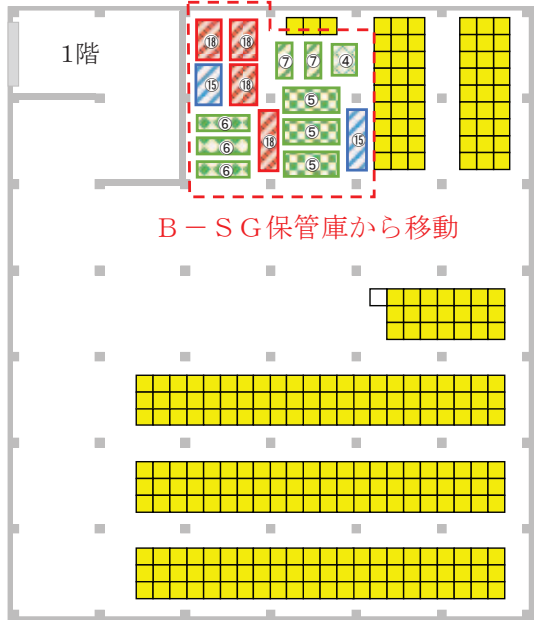 1階
⑱ ⑱
⑦ ⑦ ④
⑮ ⑱
⑤
⑥ ⑤ ⑱ ⑮
⑥
⑤
⑥
B－SG保管庫から移動